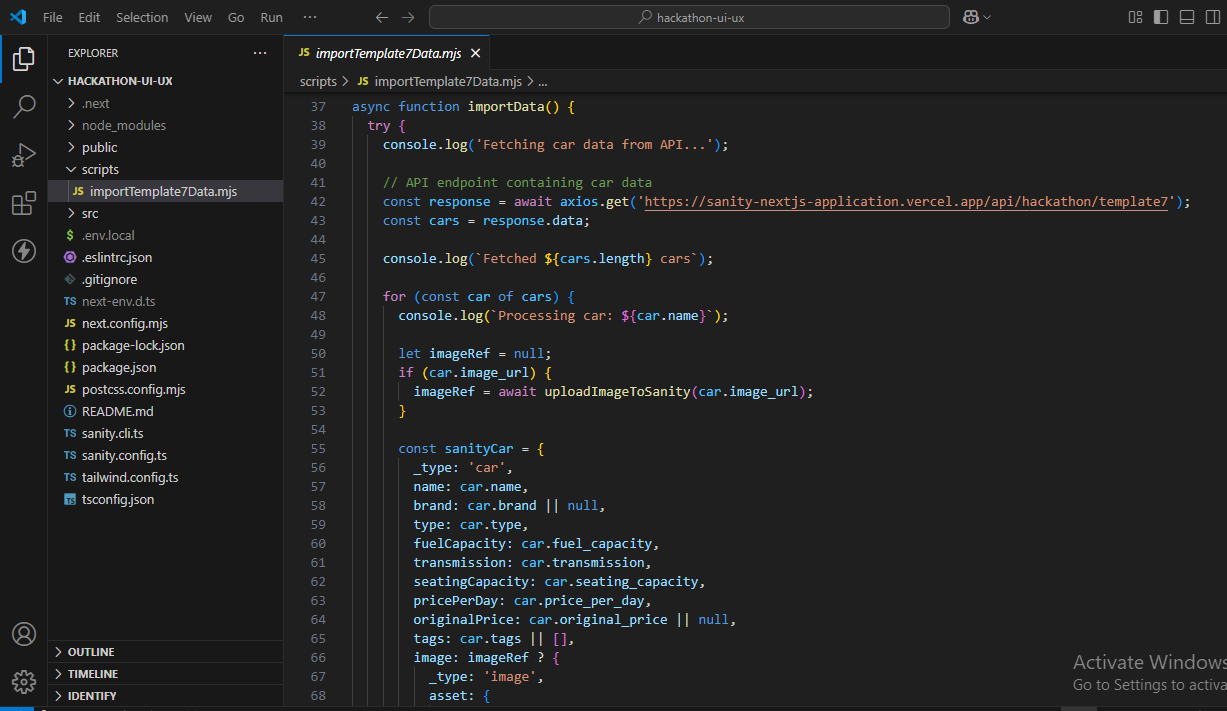 File Edit Selection View Go Run ··· hackathon-ui-ux
EXPLORER ···
HACKATHON-UI-UX
.next
node_modules
public
scripts
JS importTemplate7Data.mjs
src
$ .env.local
.eslintrc.json
.gitignore
TS next-env.d.ts
JS next.config.mjs
{} package-lock.json
{} package.json
JS postcss.config.mjs
README.md
TS sanity.cli.ts
TS sanity.config.ts
TS tailwind.config.ts
TS tsconfig.json
OUTLINE
TIMELINE
IDENTIFY
JS importTemplate7Data.mjs
scripts > JS importTemplate7Data.mjs > ...
37 async function importData() {
38 try {
39 console.log('Fetching car data from API...');
40
41 // API endpoint containing car data
42 const response = await axios.get('https://sanity-nextjs-application.vercel.app/api/hackathon/template7');
43 const cars = response.data;
44
45 console.log(`Fetched ${cars.length} cars`);
46
47 for (const car of cars) {
48 console.log(`Processing car: ${car.name}`);
49
50 let imageRef = null;
51 if (car.image_url) {
52 imageRef = await uploadImageToSanity(car.image_url);
53 }
54
55 const sanityCar = {
56 _type: 'car',
57 name: car.name,
58 brand: car.brand || null,
59 type: car.type,
60 fuelCapacity: car.fuel_capacity,
61 transmission: car.transmission,
62 seatingCapacity: car.seating_capacity,
63 pricePerDay: car.price_per_day,
64 originalPrice: car.original_price || null,
65 tags: car.tags || [],
66 image: imageRef ? {
67 _type: 'image',
68 asset: {
Activate Windows
Go to Settings to activa